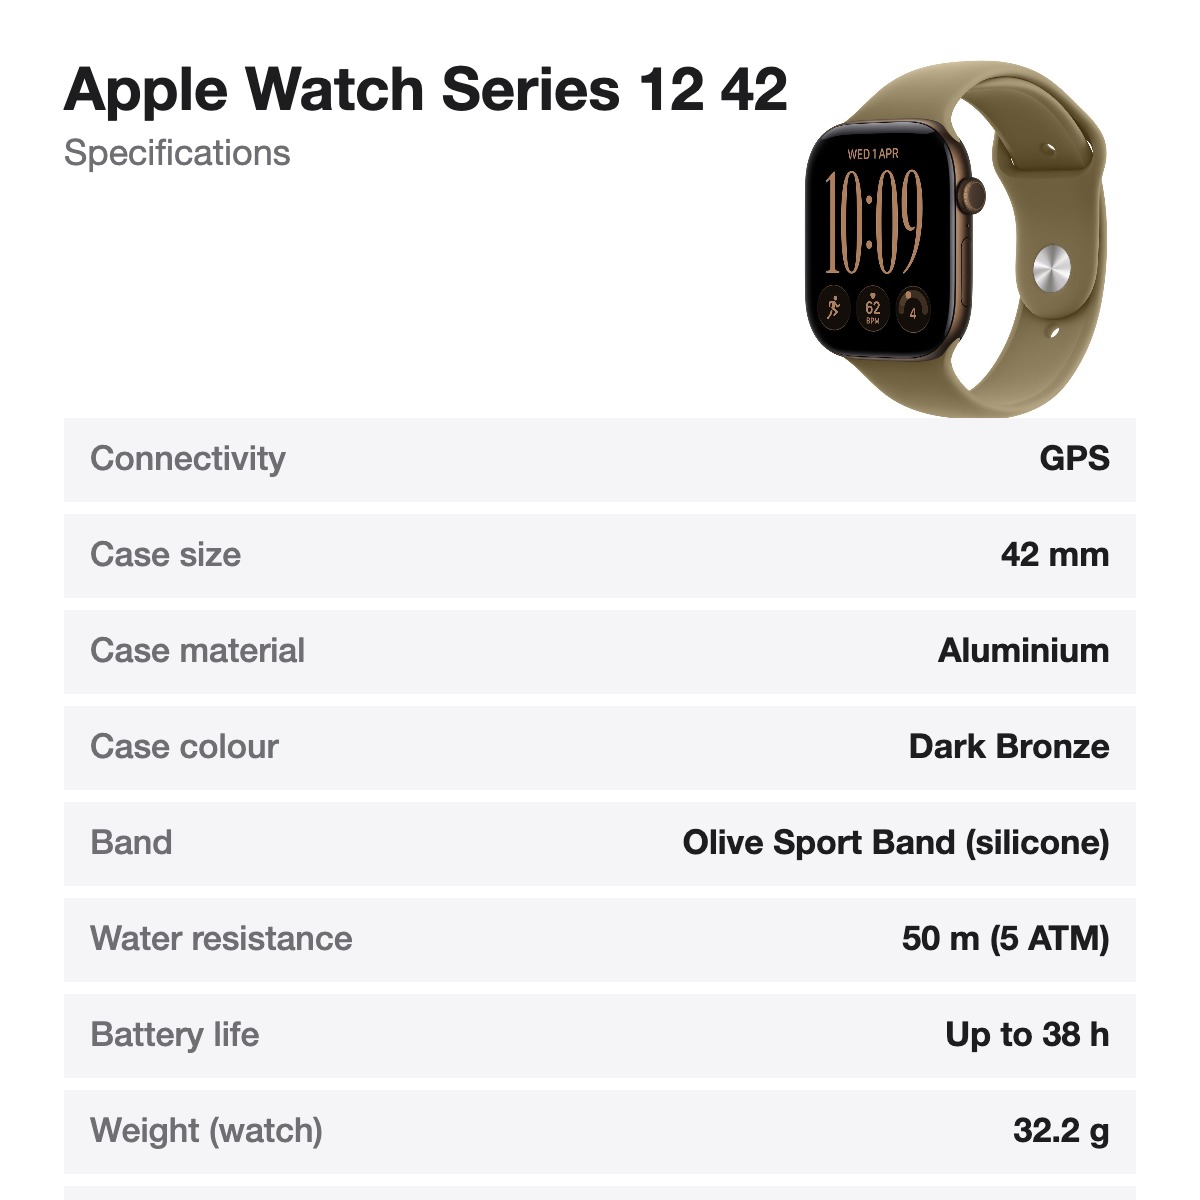 Apple Watch Series 12 42
Specifications
WED 1 APR
10:09
62
BPM
4
Connectivity GPS
Case size 42 mm
Case material Aluminium
Case colour Dark Bronze
Band Olive Sport Band (silicone)
Water resistance 50 m (5 ATM)
Battery life Up to 38 h
Weight (watch) 32.2 g